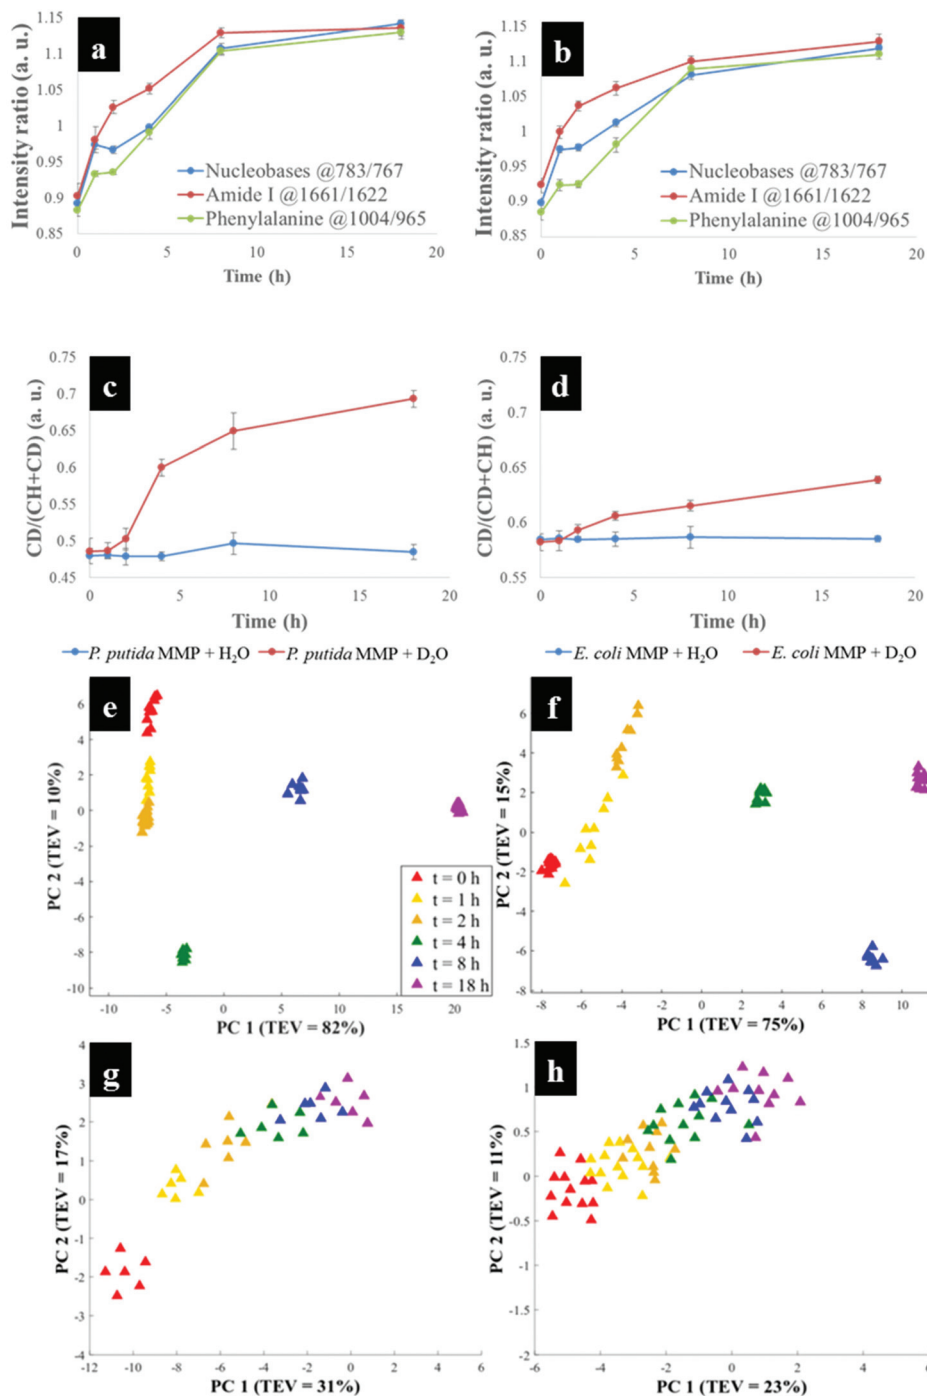 a
Intensity ratio (a. u.)
1.15
1.1
1.05
1
0.95
0.9
0.85
Nucleobases @783/767
Amide I @1661/1622
Phenylalanine @1004/965
0 5 10 15 20
Time (h)
b
Intensity ratio (a. u.)
1.15
1.1
1.05
1
0.95
0.9
0.85
Nucleobases @783/767
Amide I @1661/1622
Phenylalanine @1004/965
0 5 10 15 20
Time (h)
c
CD/(CH+CD) (a. u.)
0.75
0.7
0.65
0.6
0.55
0.5
0.45
0 5 10 15 20
Time (h)
P. putida MMP + H₂O P. putida MMP + D₂O
d
CD/(CD+CH) (a. u.)
0.75
0.7
0.65
0.6
0.55
0 5 10 15 20
Time (h)
E. coli MMP + H₂O E. coli MMP + D₂O
e
PC 2 (TEV = 10%)
6
4
2
0
-2
-4
-6
-8
-10
t = 0 h
t = 1 h
t = 2 h
t = 4 h
t = 8 h
t = 18 h
-10 -5 0 5 10 15 20
PC 1 (TEV = 82%)
f
PC 2 (TEV = 15%)
6
4
2
0
-2
-4
-6
-8
-8 -6 -4 -2 0 2 4 6 8 10
PC 1 (TEV = 75%)
g
PC 2 (TEV = 17%)
4
3
2
1
0
-1
-2
-3
-4
-12 -10 -8 -6 -4 -2 0 2 4 6
PC 1 (TEV = 31%)
h
PC 2 (TEV = 11%)
1.5
1
0.5
0
-0.5
-1
-1.5
-2
-6 -4 -2 0 2 4 6
PC 1 (TEV = 23%)